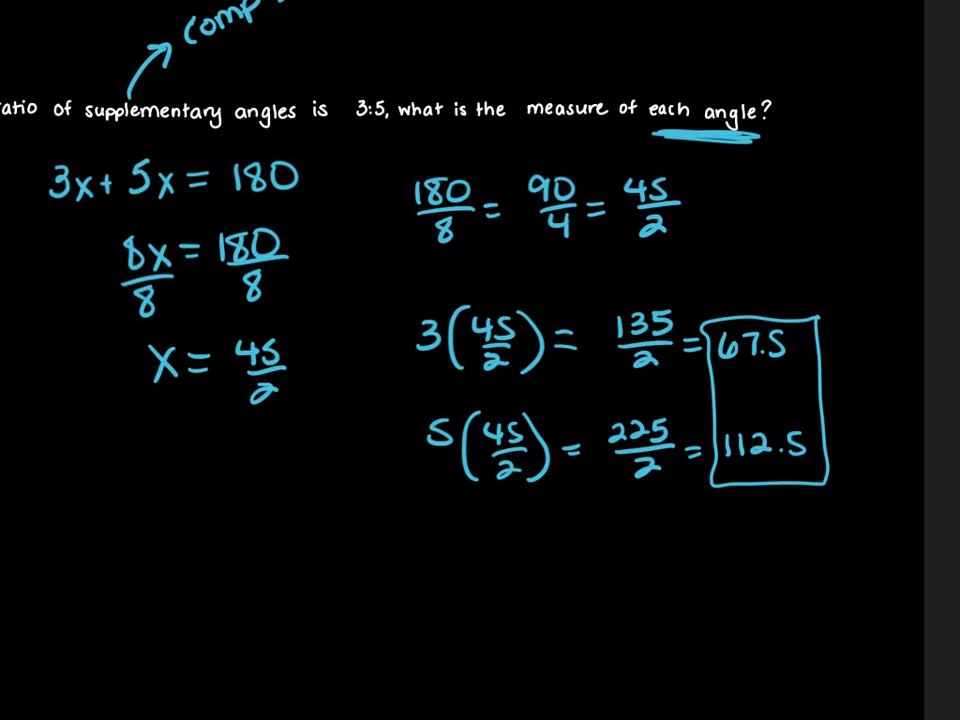 comp
ratio of supplementary angles is 3:5, what is the measure of each angle?
3x + 5x = 180
8x/8 = 180/8
x = 45/2
180/8 = 90/4 = 45/2
3(45/2) = 135/2 = 67.5
5(45/2) = 225/2 = 112.5